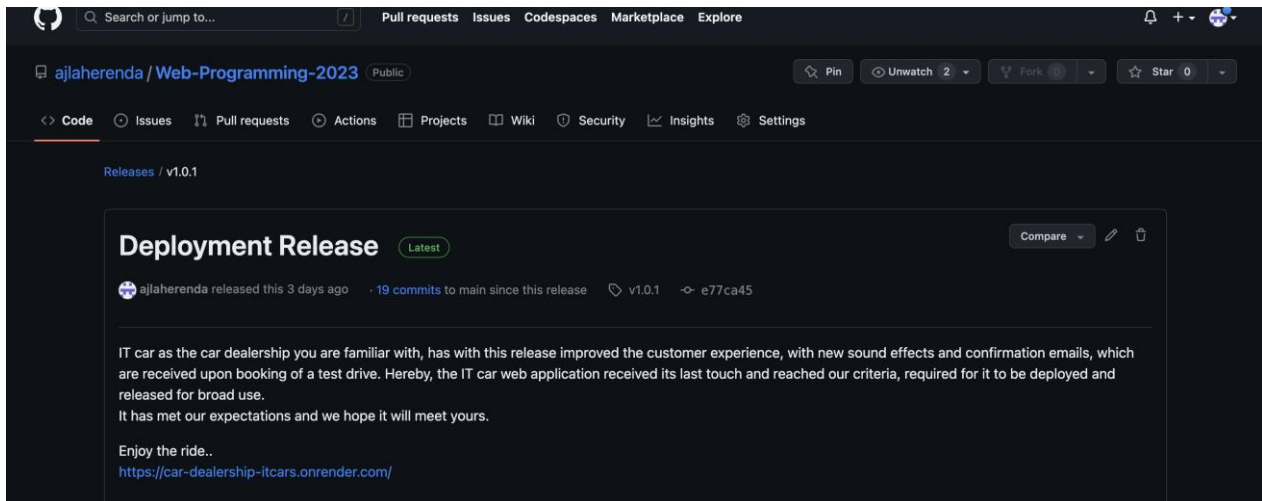 Search or jump to... / Pull requests Issues Codespaces Marketplace Explore
ajlaherenda / Web-Programming-2023 Public Pin Unwatch 2 Fork 0 Star 0
<> Code Issues Pull requests Actions Projects Wiki Security Insights Settings
Releases / v1.0.1
Deployment Release Latest Compare
ajlaherenda released this 3 days ago · 19 commits to main since this release v1.0.1 e77ca45
IT car as the car dealership you are familiar with, has with this release improved the customer experience, with new sound effects and confirmation emails, which
are received upon booking of a test drive. Hereby, the IT car web application received its last touch and reached our criteria, required for it to be deployed and
released for broad use.
It has met our expectations and we hope it will meet yours.
Enjoy the ride..
https://car-dealership-itcars.onrender.com/